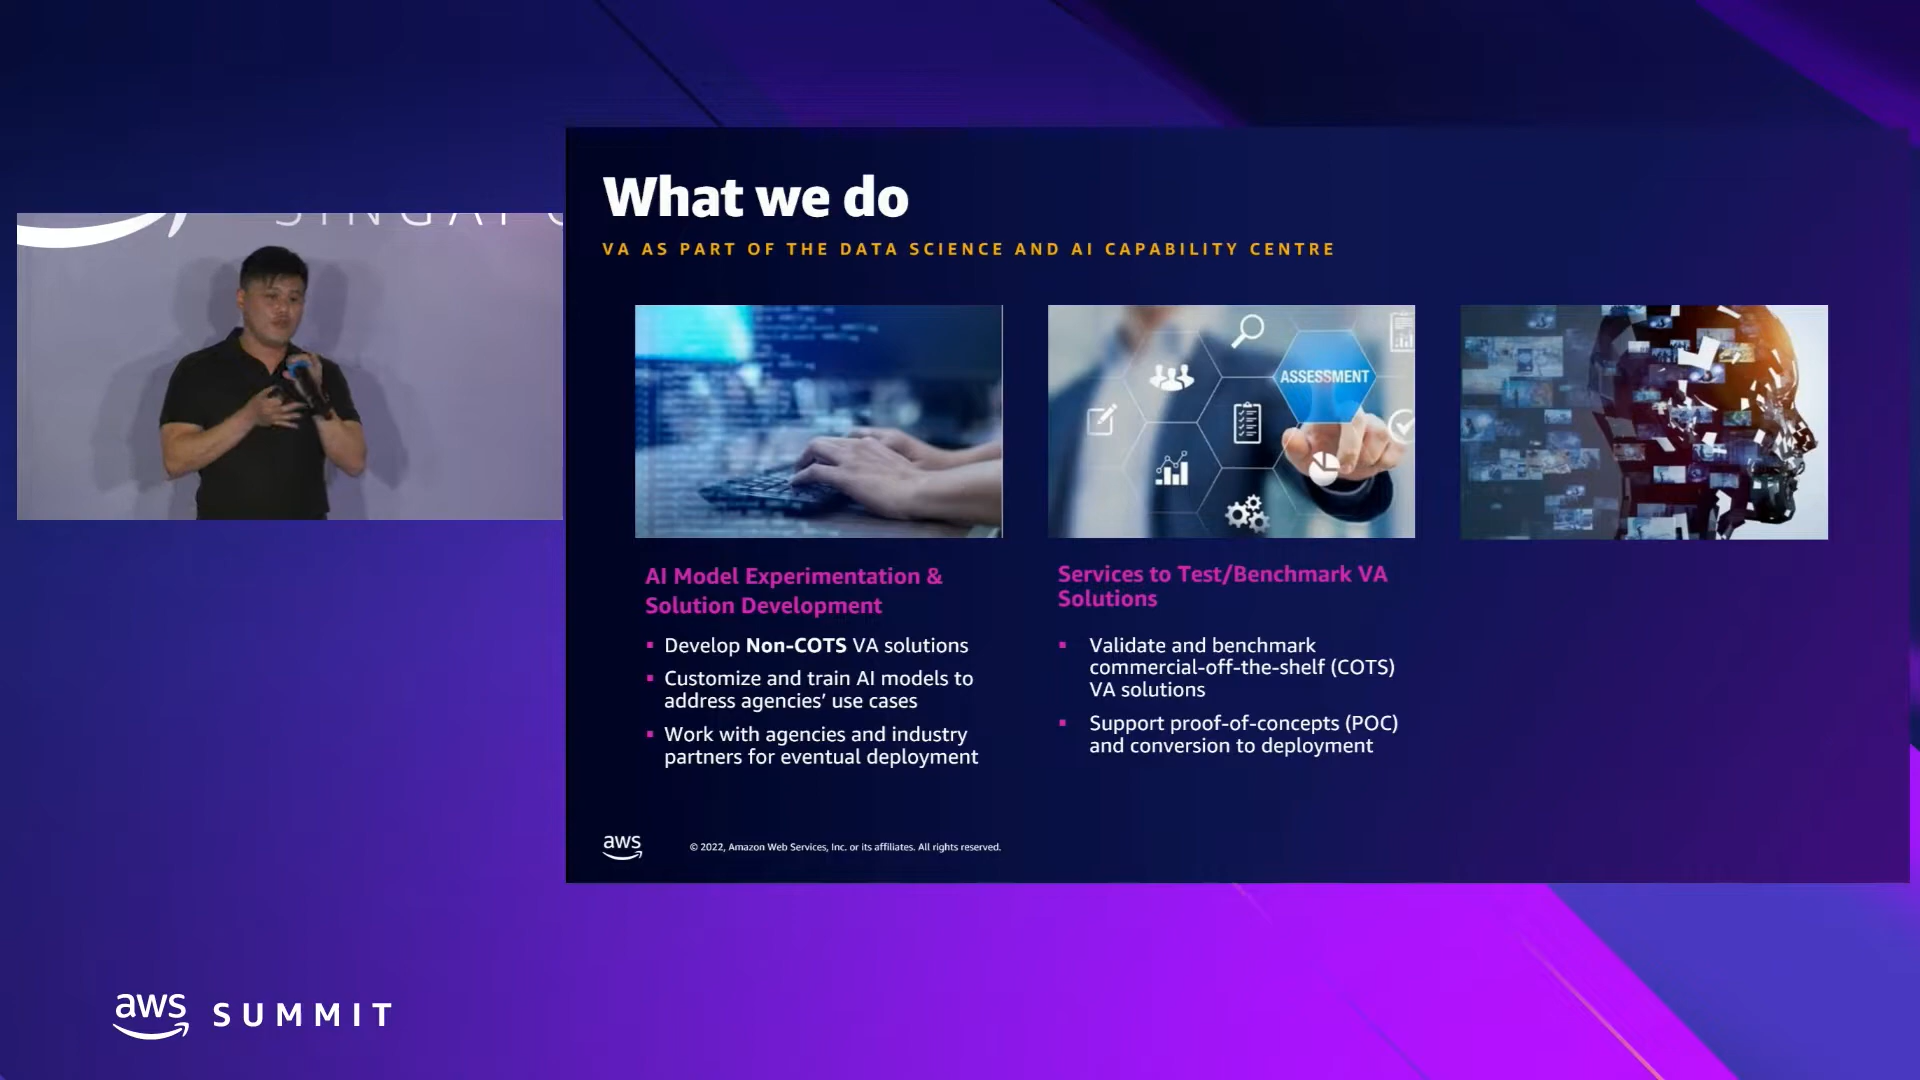 SINGAPO
What we do
VA AS PART OF THE DATA SCIENCE AND AI CAPABILITY CENTRE
ASSESSMENT
AI Model Experimentation &
Solution Development
▪ Develop Non-COTS VA solutions
▪ Customize and train AI models to
address agencies’ use cases
▪ Work with agencies and industry
partners for eventual deployment
Services to Test/Benchmark VA
Solutions
▪ Validate and benchmark
commercial-off-the-shelf (COTS)
VA solutions
▪ Support proof-of-concepts (POC)
and conversion to deployment
aws
© 2022, Amazon Web Services, Inc. or its affiliates. All rights reserved.
aws SUMMIT